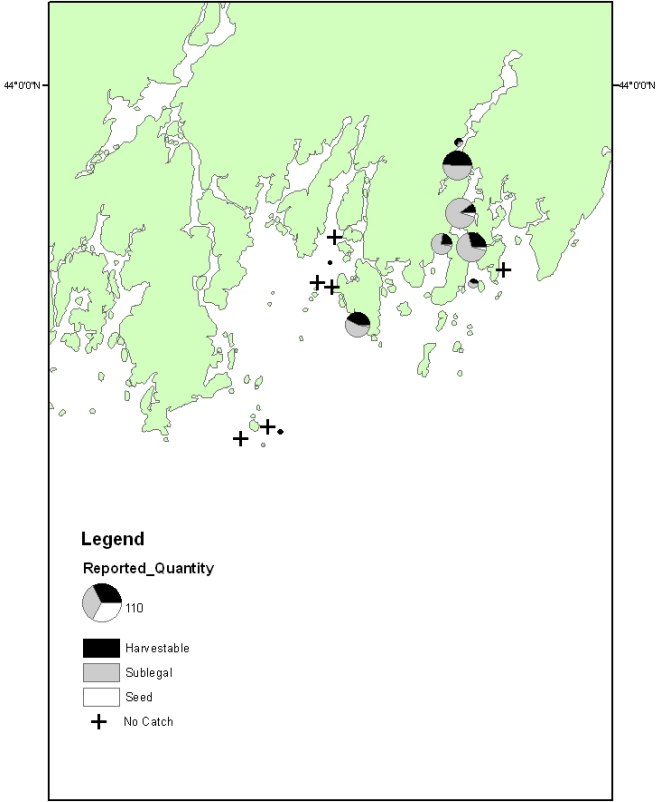 44°0'0"N
44°0'0"N
Legend
Reported_Quantity
110
Harvestable
Sublegal
Seed
No Catch